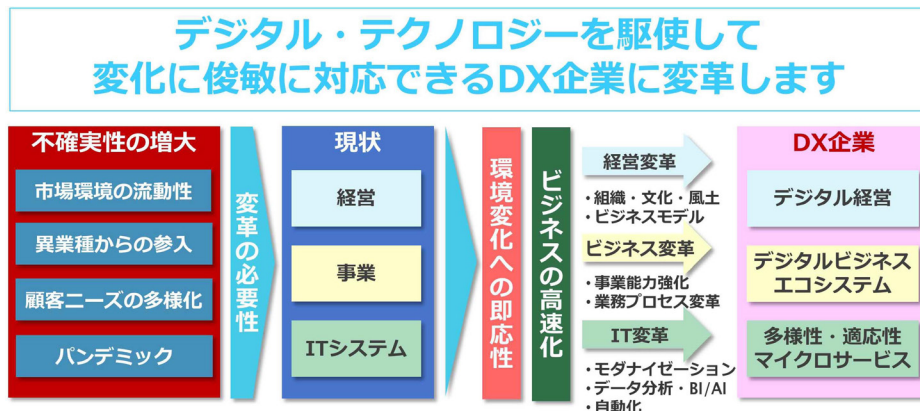 デジタル・テクノロジーを駆使して
変化に俊敏に対応できるDX企業に変革します
不確実性の増大
市場環境の流動性
異業種からの参入
顧客ニーズの多様化
パンデミック
変革の必要性
現状
経営
事業
ITシステム
環境変化への即応性
ビジネスの高速化
経営変革
・組織・文化・風土
・ビジネスモデル
ビジネス変革
・事業能力強化
・業務プロセス変革
IT変革
・モダナイゼーション
・データ分析・BI/AI
・自動化
DX企業
デジタル経営
デジタルビジネス
エコシステム
多様性・適応性
マイクロサービス